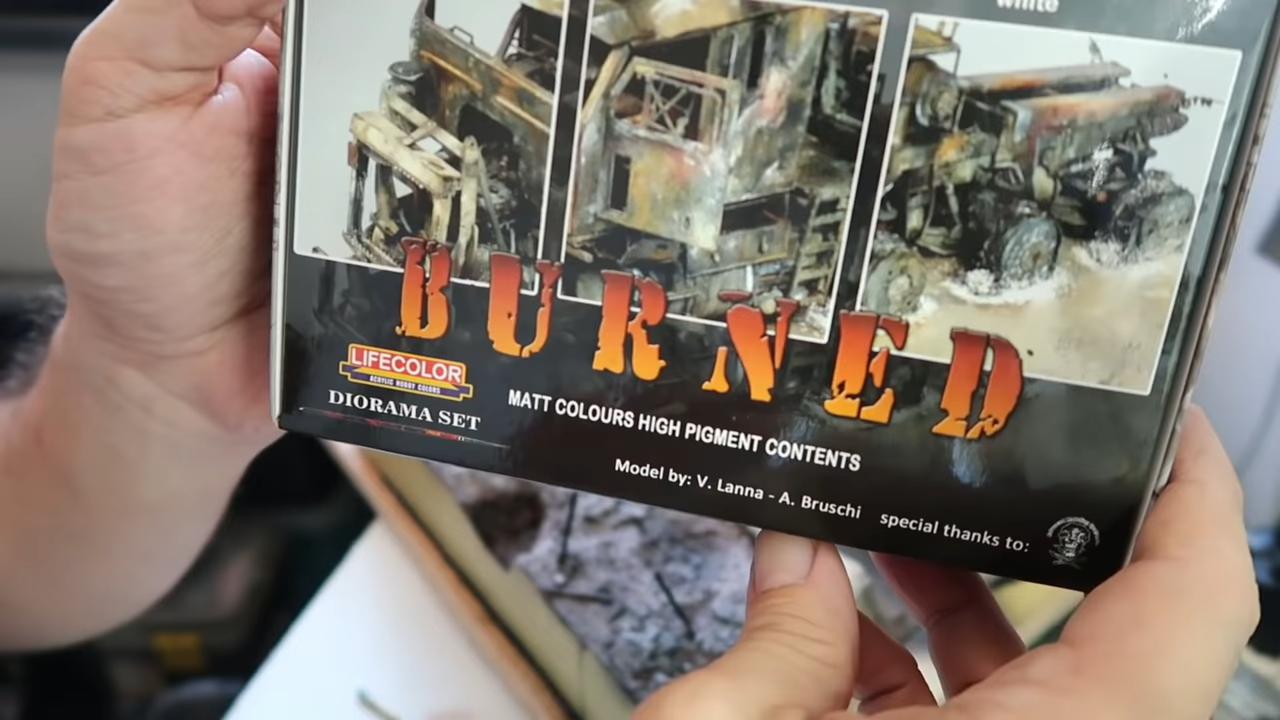 white
BURNED
LIFECOLOR
ACRYLIC HOBBY COLORS
DIORAMA SET
MATT COLOURS HIGH PIGMENT CONTENTS
Model by: V. Lanna - A. Bruschi special thanks to: